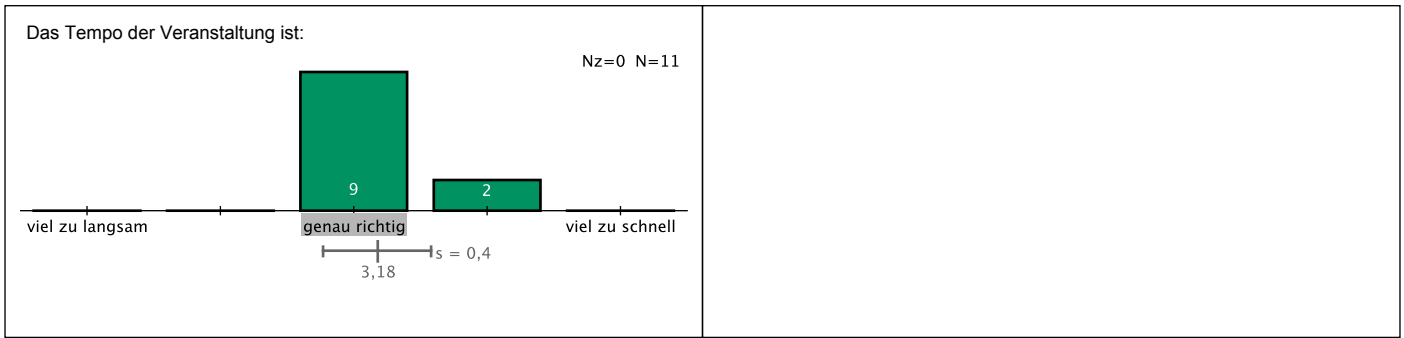 Das Tempo der Veranstaltung ist:
Nz=0 N=11
9
2
viel zu langsam
genau richtig
viel zu schnell
s = 0,4
3,18